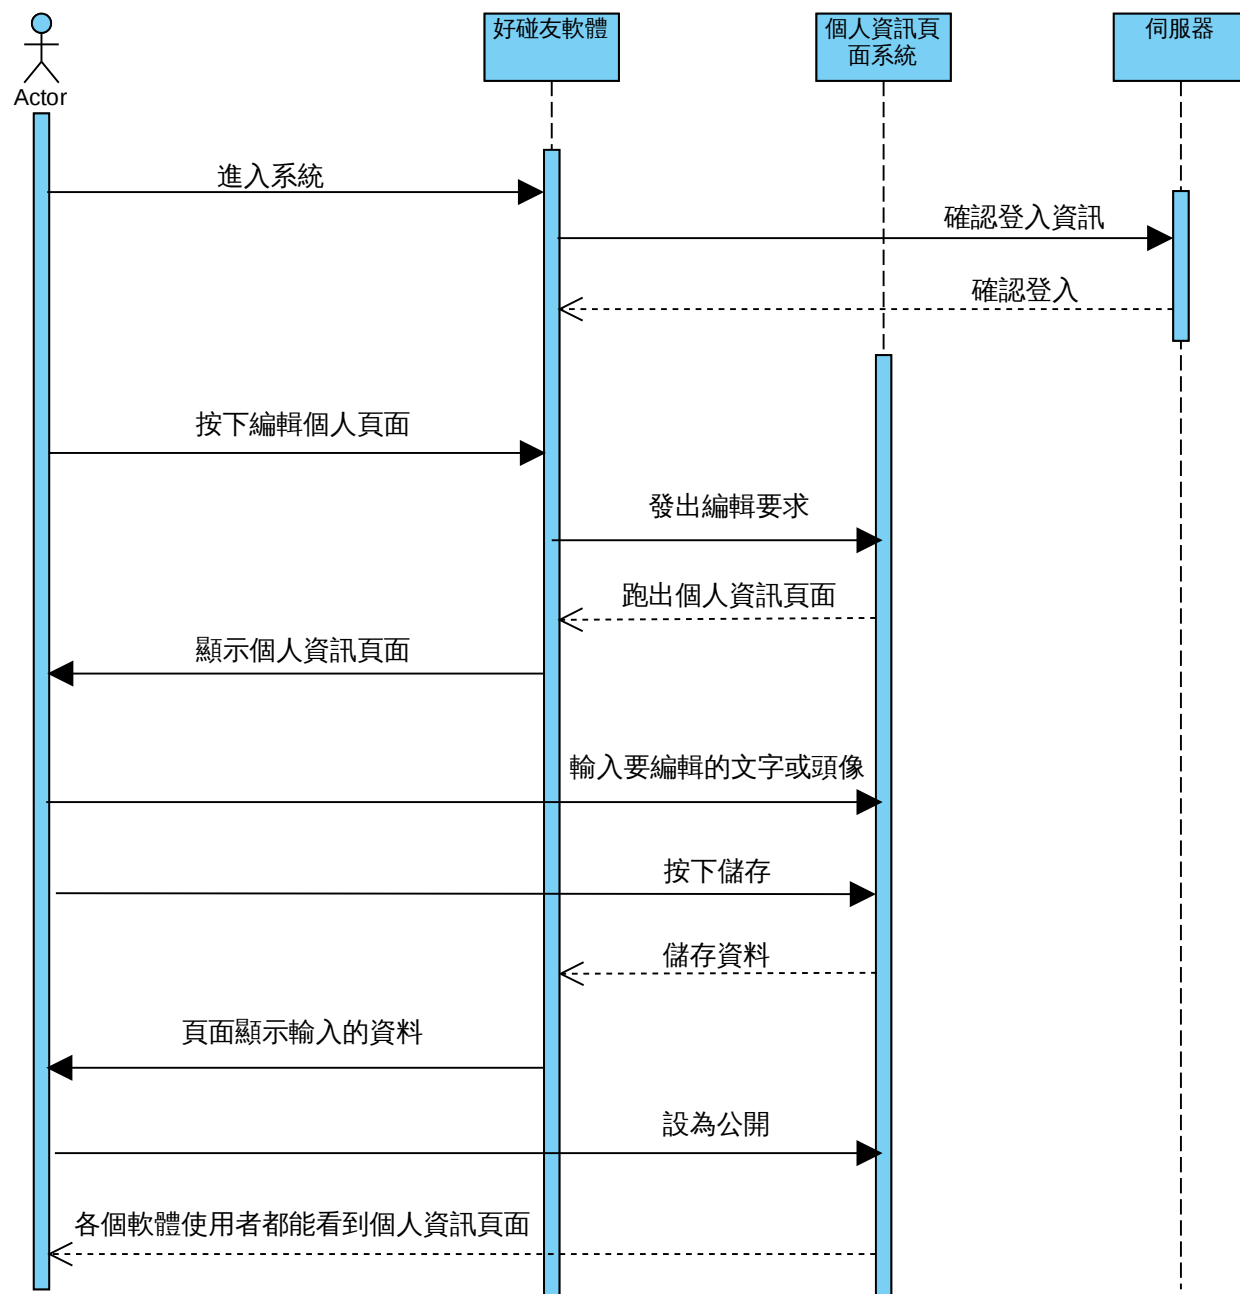 Actor
好碰友軟體
個人資訊頁
面系統
伺服器
進入系統
確認登入資訊
確認登入
按下編輯個人頁面
發出編輯要求
跑出個人資訊頁面
顯示個人資訊頁面
輸入要編輯的文字或頭像
按下儲存
儲存資料
頁面顯示輸入的資料
設為公開
各個軟體使用者都能看到個人資訊頁面